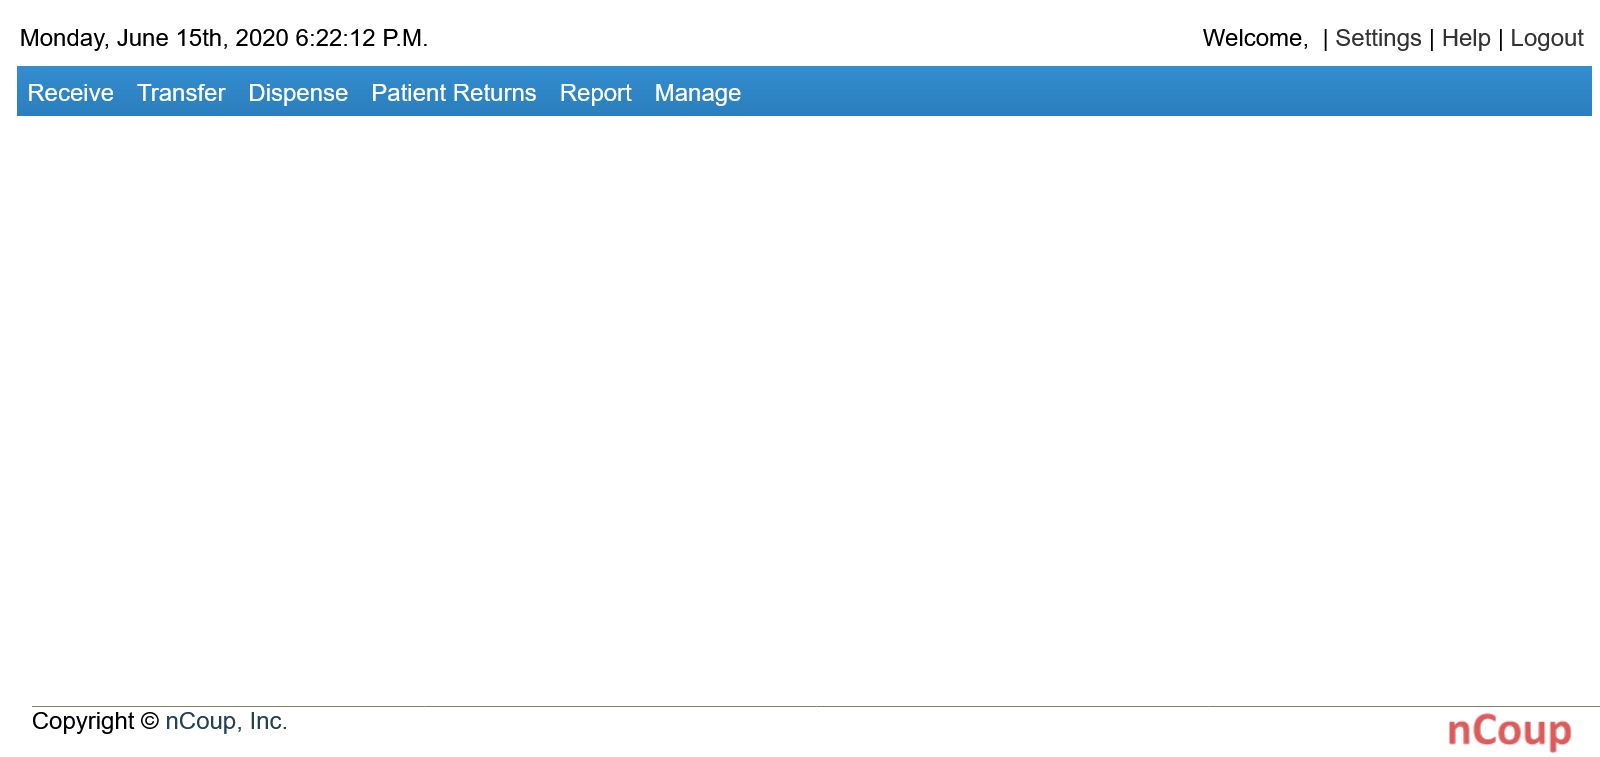 Monday, June 15th, 2020 6:22:12 P.M.
Welcome,  | Settings | Help | Logout
Receive Transfer Dispense Patient Returns Report Manage
Copyright © nCoup, Inc.
nCoup